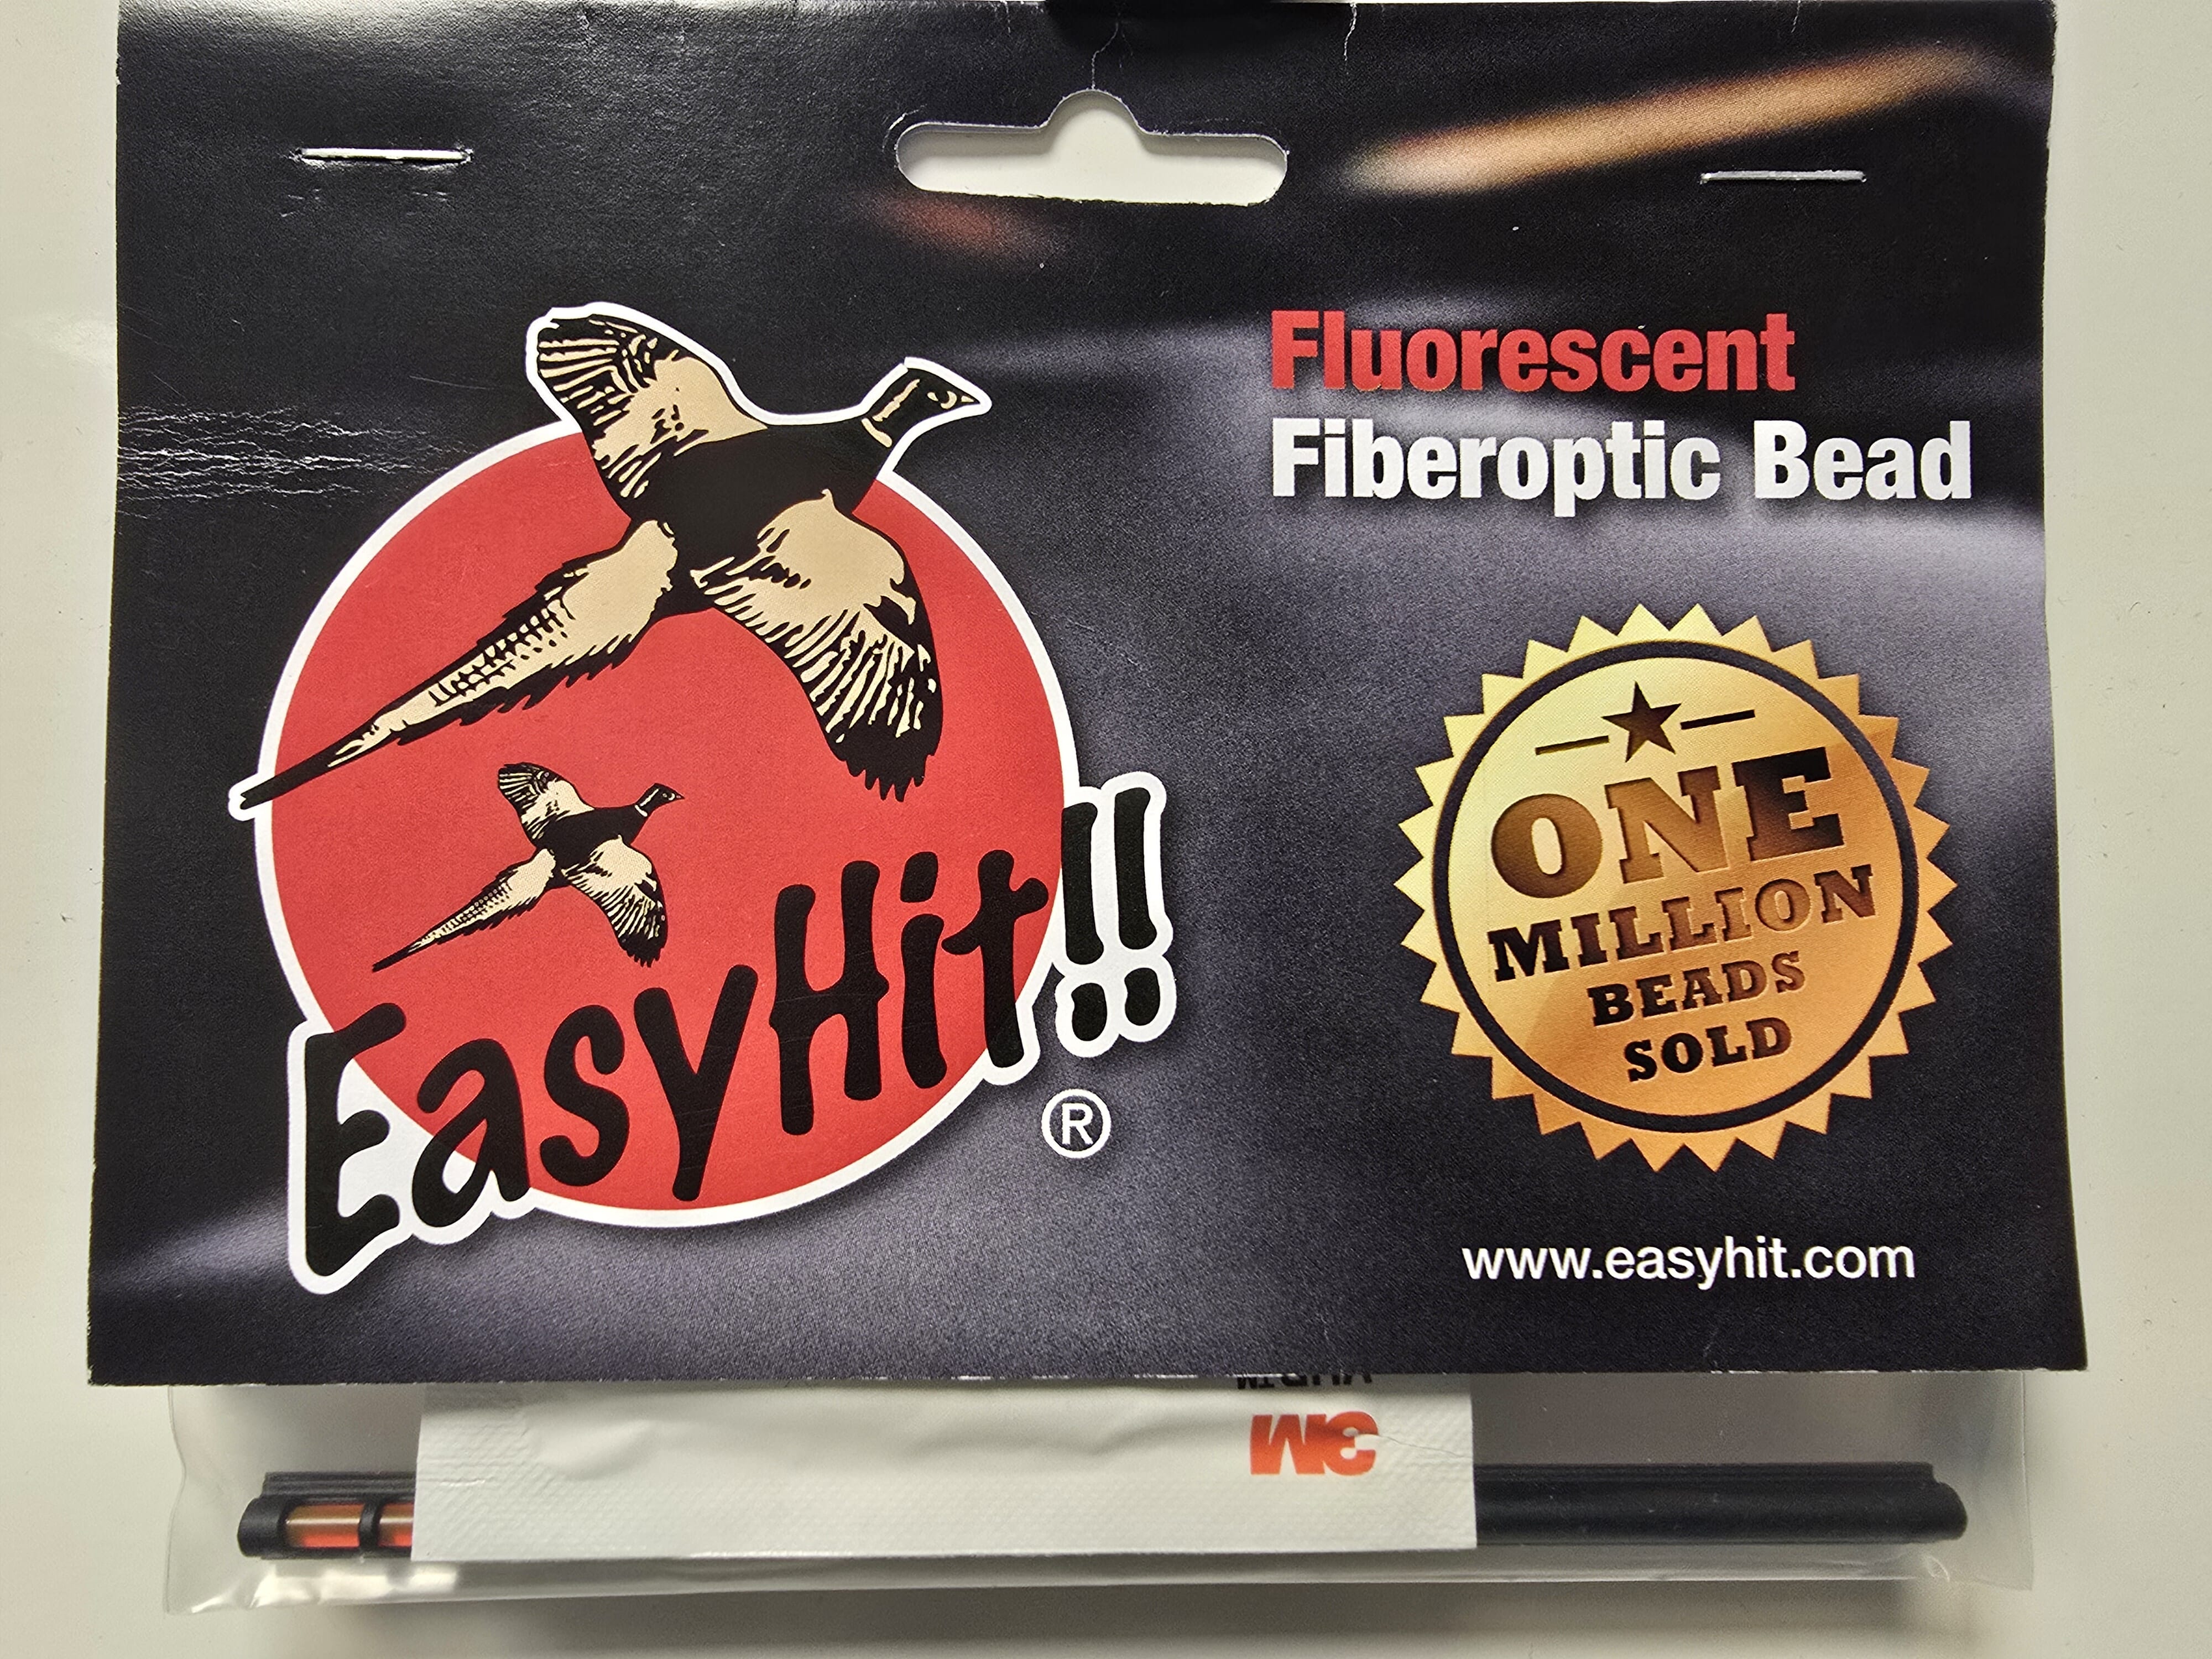 Fluorescent
Fiberoptic Bead
EasyHit!!
®
ONE
MILLION
BEADS
SOLD
www.easyhit.com
3M